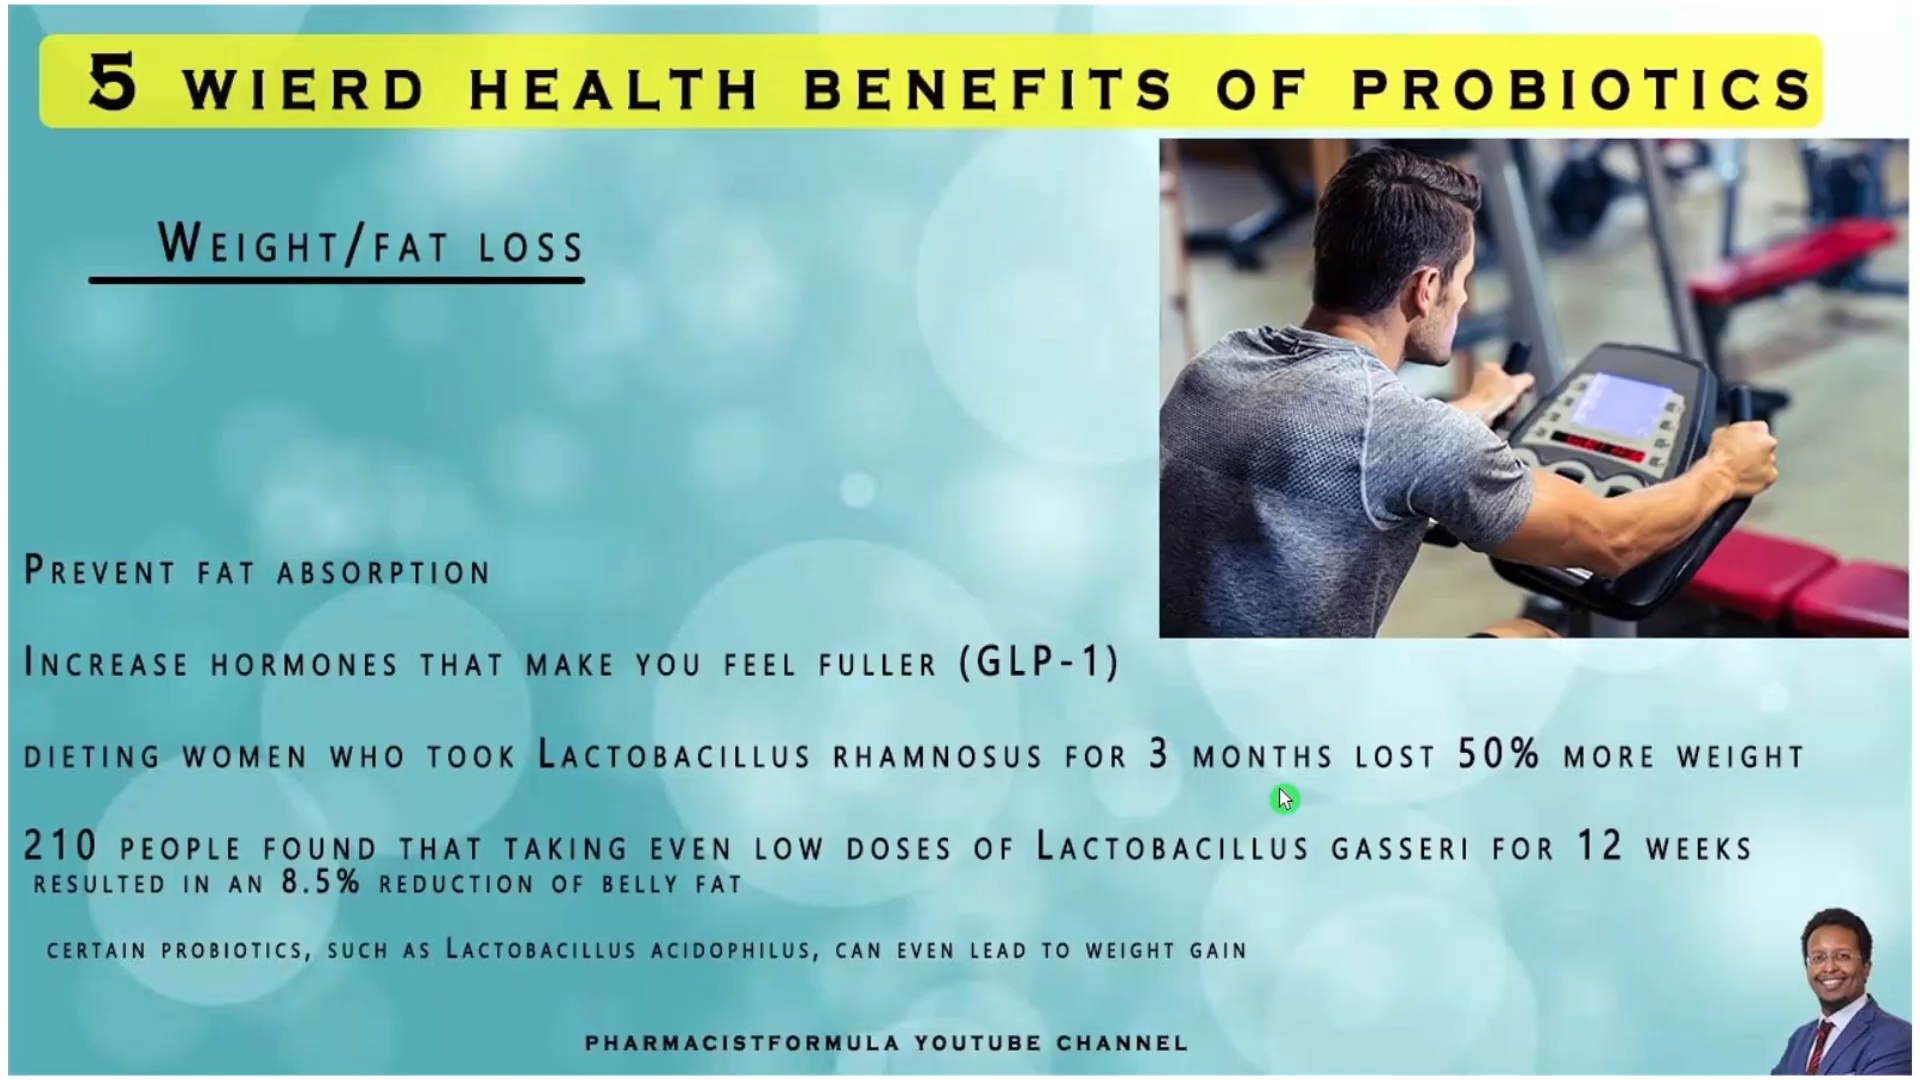 5 WIERD HEALTH BENEFITS OF PROBIOTICS
WEIGHT/FAT LOSS
PREVENT FAT ABSORPTION
INCREASE HORMONES THAT MAKE YOU FEEL FULLER (GLP-1)
DIETING WOMEN WHO TOOK LACTOBACILLUS RHAMNOSUS FOR 3 MONTHS LOST 50% MORE WEIGHT
210 PEOPLE FOUND THAT TAKING EVEN LOW DOSES OF LACTOBACILLUS GASSERI FOR 12 WEEKS
RESULTED IN AN 8.5% REDUCTION OF BELLY FAT
CERTAIN PROBIOTICS, SUCH AS LACTOBACILLUS ACIDOPHILUS, CAN EVEN LEAD TO WEIGHT GAIN
PHARMACISTFORMULA YOUTUBE CHANNEL